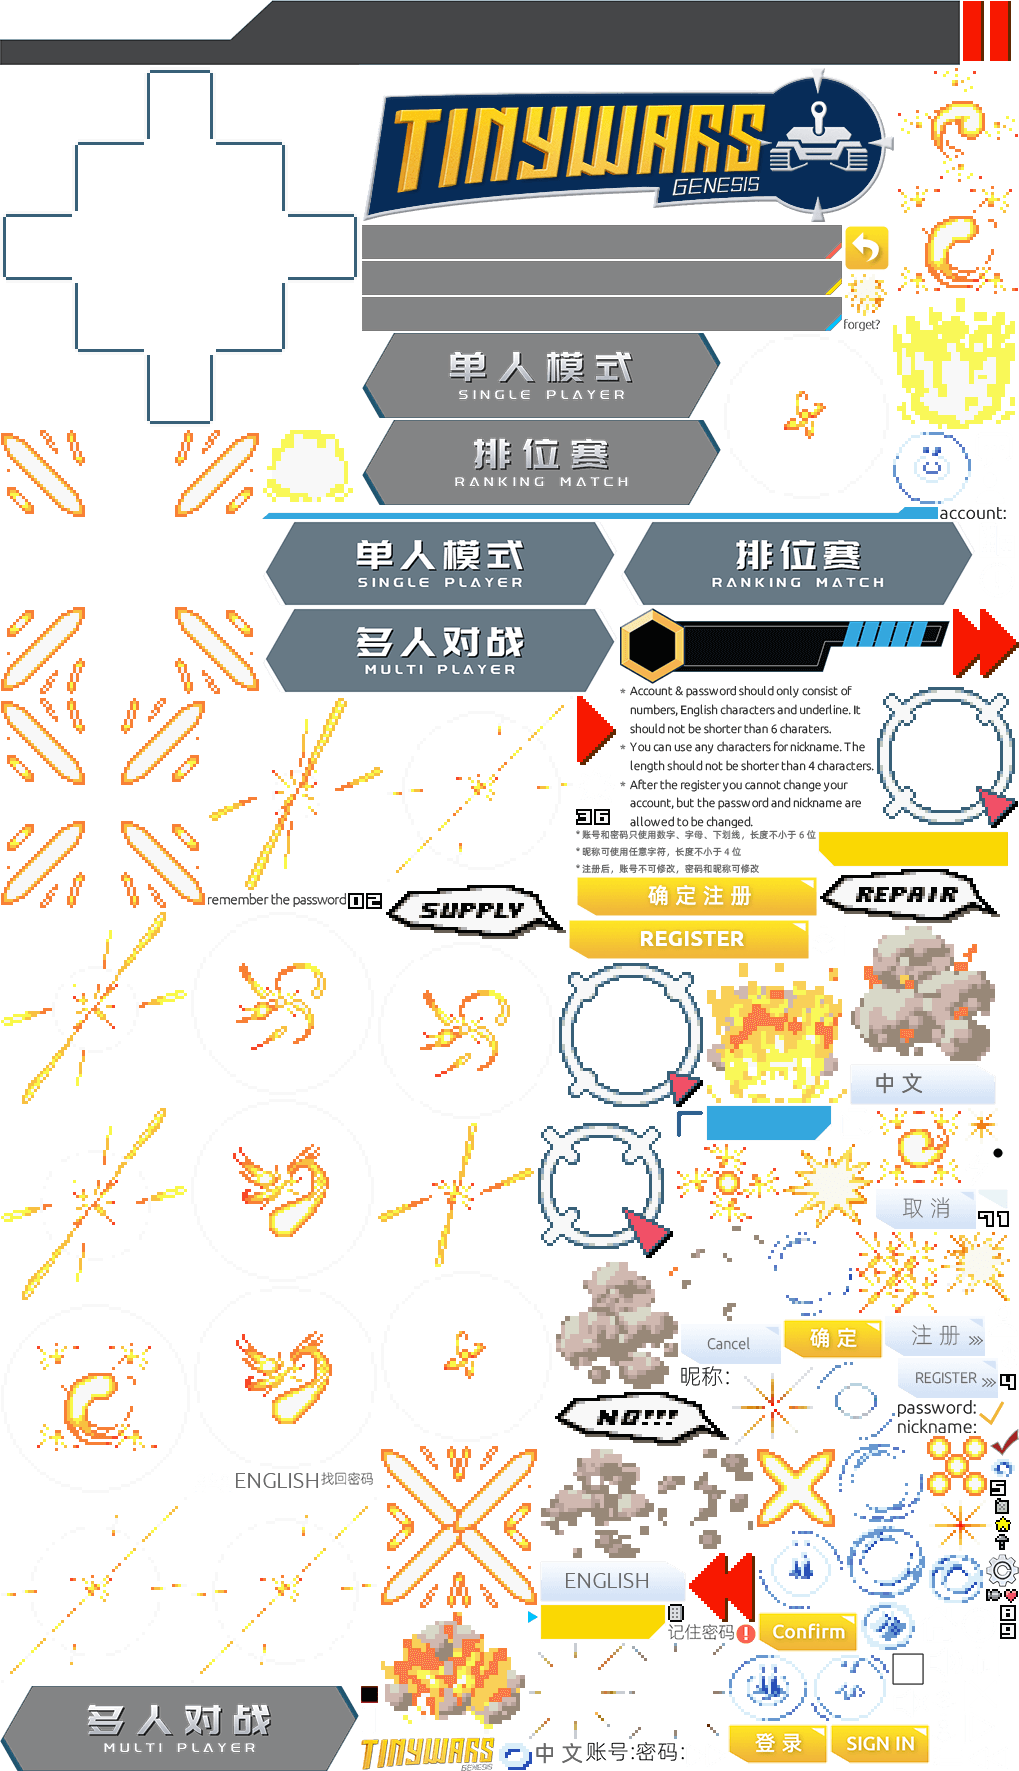 TINYWARS
GENESIS
forget?
单人模式
SINGLE PLAYER
排位赛
RANKING MATCH
account:
单人模式
SINGLE PLAYER
排位赛
RANKING MATCH
多人对战
MULTI PLAYER
* Account & password should only consist of
numbers, English characters and underline. It
should not be shorter than 6 charaters.
* You can use any characters for nickname. The
length should not be shorter than 4 characters.
* After the register you cannot change your
account, but the password and nickname are
allowed to be changed.
36
* 账号和密码只使用数字、字母、下划线，长度不小于 6 位
* 昵称可使用任意字符，长度不小于 4 位
* 注册后，账号不可修改，密码和昵称可修改
确定注册
REPAIR
remember the password
02
SUPPLY
REGISTER
中文
取消
71
Cancel
确定
注册
昵称:
REGISTER
4
password:
nickname:
NO!!!
ENGLISH
找回密码
5
ENGLISH
记住密码
Confirm
8
9
多人对战
MULTI PLAYER
TINYWARS
GENESIS
中文
账号:
密码:
登录
SIGN IN